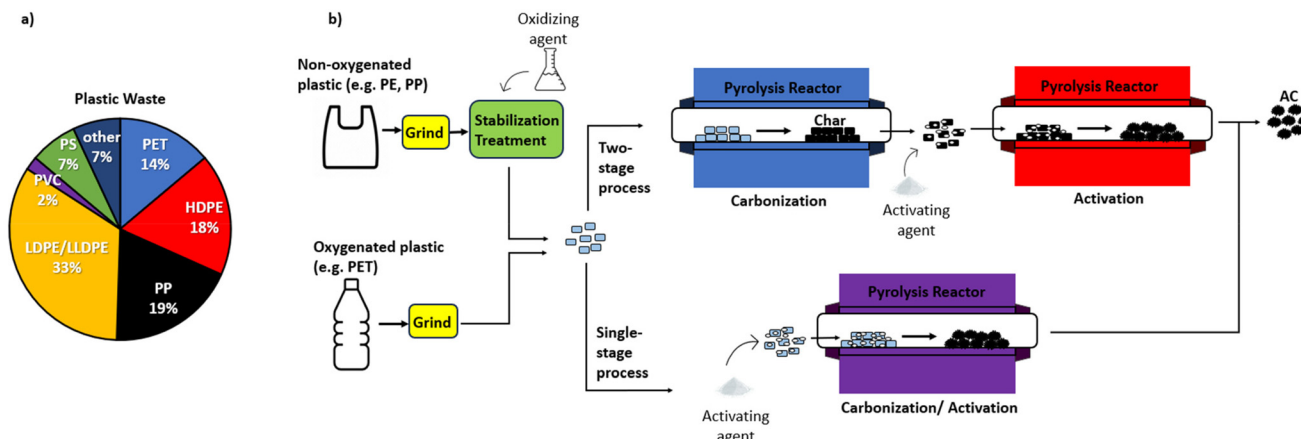 a)
Plastic Waste
other
7%
PET
14%
HDPE
18%
PP
19%
LDPE/LLDPE
33%
PVC
2%
PS
7%
b)
Oxidizing
agent
Non-oxygenated
plastic (e.g. PE, PP)
Grind
Stabilization
Treatment
Oxygenated plastic
(e.g. PET)
Grind
Two-
stage
process
Pyrolysis Reactor
Char
Carbonization
Activating
agent
Pyrolysis Reactor
Activation
AC
Single-
stage
process
Activating
agent
Pyrolysis Reactor
Carbonization/ Activation